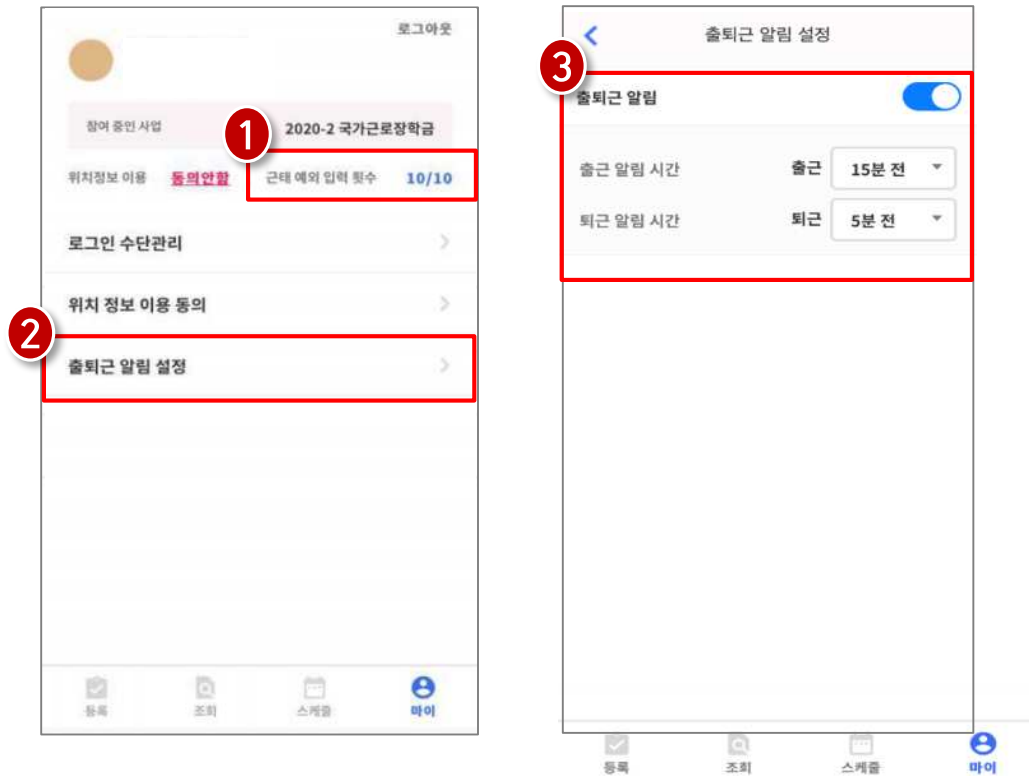 로그아웃
참여 중인 사업 2020-2 국가근로장학금
1
위치정보 이용 동의안함 근태 예외 입력 횟수 10/10
로그인 수단관리
위치 정보 이용 동의
2
출퇴근 알림 설정
등록 조회 스케줄 마이
출퇴근 알림 설정
3
출퇴근 알림
출근 알림 시간 출근 15분 전
퇴근 알림 시간 퇴근 5분 전
등록 조회 스케줄 마이